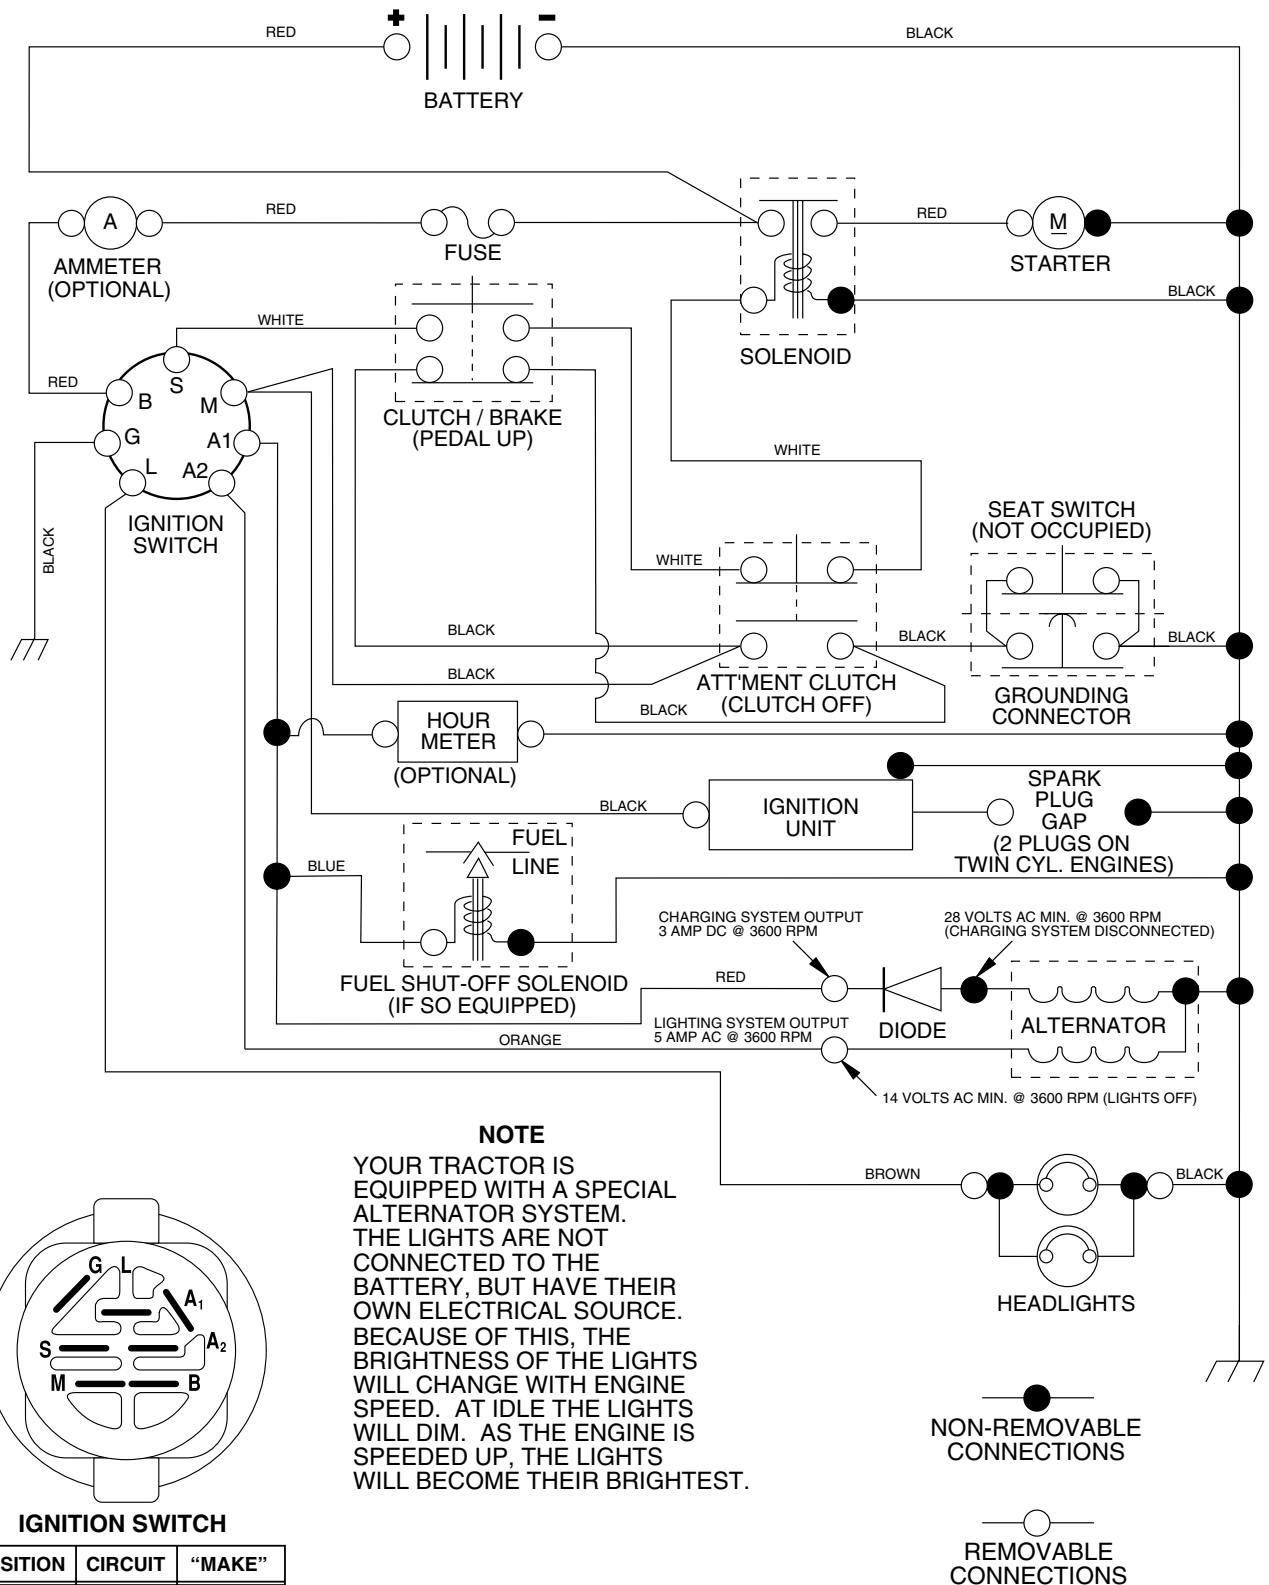 + −
RED
BLACK
BATTERY
A
RED
FUSE
RED
M
STARTER
AMMETER
(OPTIONAL)
BLACK
WHITE
SOLENOID
RED
S
B
M
G
A1
L
A2
CLUTCH / BRAKE
(PEDAL UP)
WHITE
IGNITION
SWITCH
BLACK
SEAT SWITCH
(NOT OCCUPIED)
WHITE
BLACK
BLACK
BLACK
BLACK
ATT'MENT CLUTCH
(CLUTCH OFF)
BLACK
GROUNDING
CONNECTOR
HOUR
METER
(OPTIONAL)
BLACK
IGNITION
UNIT
SPARK
PLUG
GAP
(2 PLUGS ON
TWIN CYL. ENGINES)
FUEL
LINE
BLUE
FUEL SHUT-OFF SOLENOID
(IF SO EQUIPPED)
CHARGING SYSTEM OUTPUT
3 AMP DC @ 3600 RPM
28 VOLTS AC MIN. @ 3600 RPM
(CHARGING SYSTEM DISCONNECTED)
RED
DIODE
ALTERNATOR
LIGHTING SYSTEM OUTPUT
5 AMP AC @ 3600 RPM
ORANGE
14 VOLTS AC MIN. @ 3600 RPM (LIGHTS OFF)
NOTE
YOUR TRACTOR IS
EQUIPPED WITH A SPECIAL
ALTERNATOR SYSTEM.
THE LIGHTS ARE NOT
CONNECTED TO THE
BATTERY, BUT HAVE THEIR
OWN ELECTRICAL SOURCE.
BECAUSE OF THIS, THE
BRIGHTNESS OF THE LIGHTS
WILL CHANGE WITH ENGINE
SPEED. AT IDLE THE LIGHTS
WILL DIM. AS THE ENGINE IS
SPEEDED UP, THE LIGHTS
WILL BECOME THEIR BRIGHTEST.
BROWN
BLACK
HEADLIGHTS
G L
A1
S
A2
M
B
IGNITION SWITCH
SITION CIRCUIT “MAKE”
NON-REMOVABLE
CONNECTIONS
REMOVABLE
CONNECTIONS